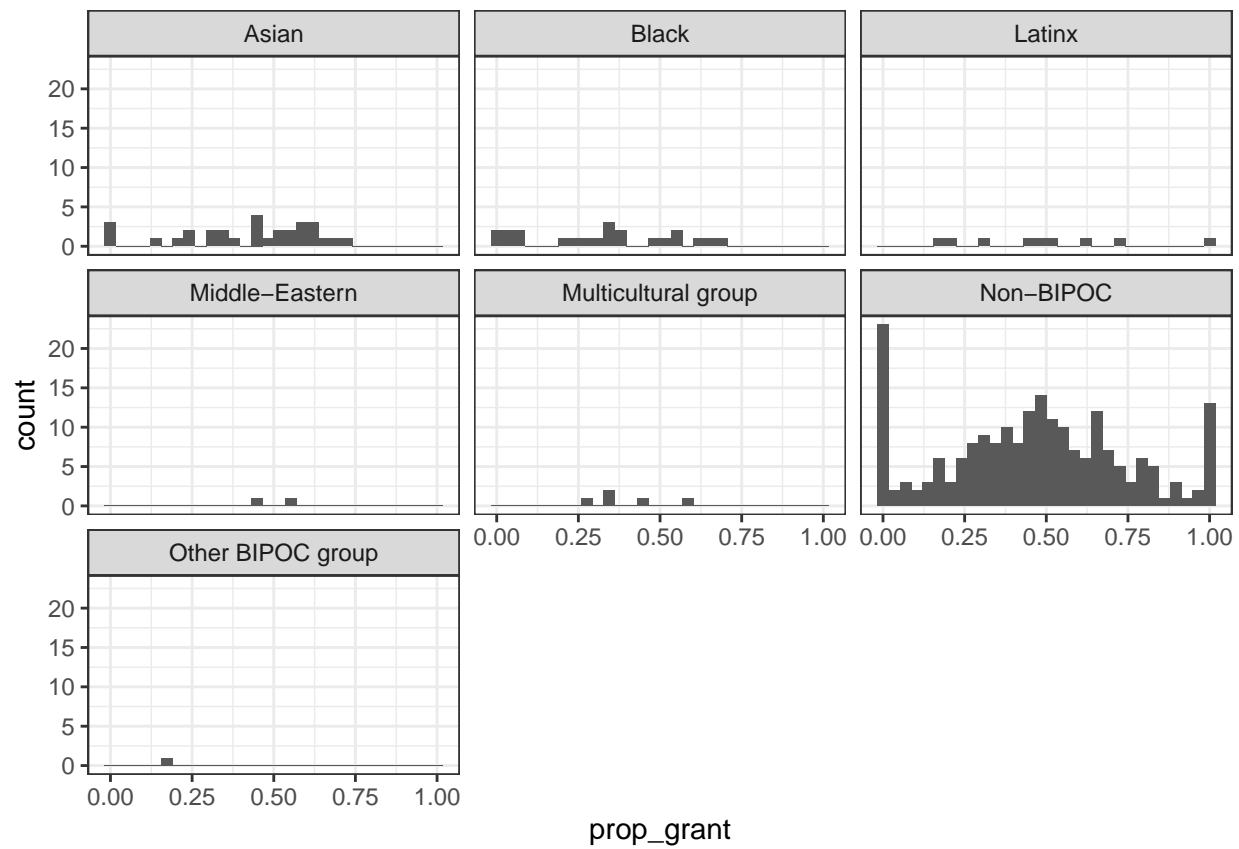 Asian
Black
Latinx
20
15
10
5
0
Middle−Eastern
Multicultural group
Non−BIPOC
20
15
10
5
0
0.00 0.25 0.50 0.75 1.00
0.00 0.25 0.50 0.75 1.00
Other BIPOC group
20
15
10
5
0
0.00 0.25 0.50 0.75 1.00
count
prop_grant